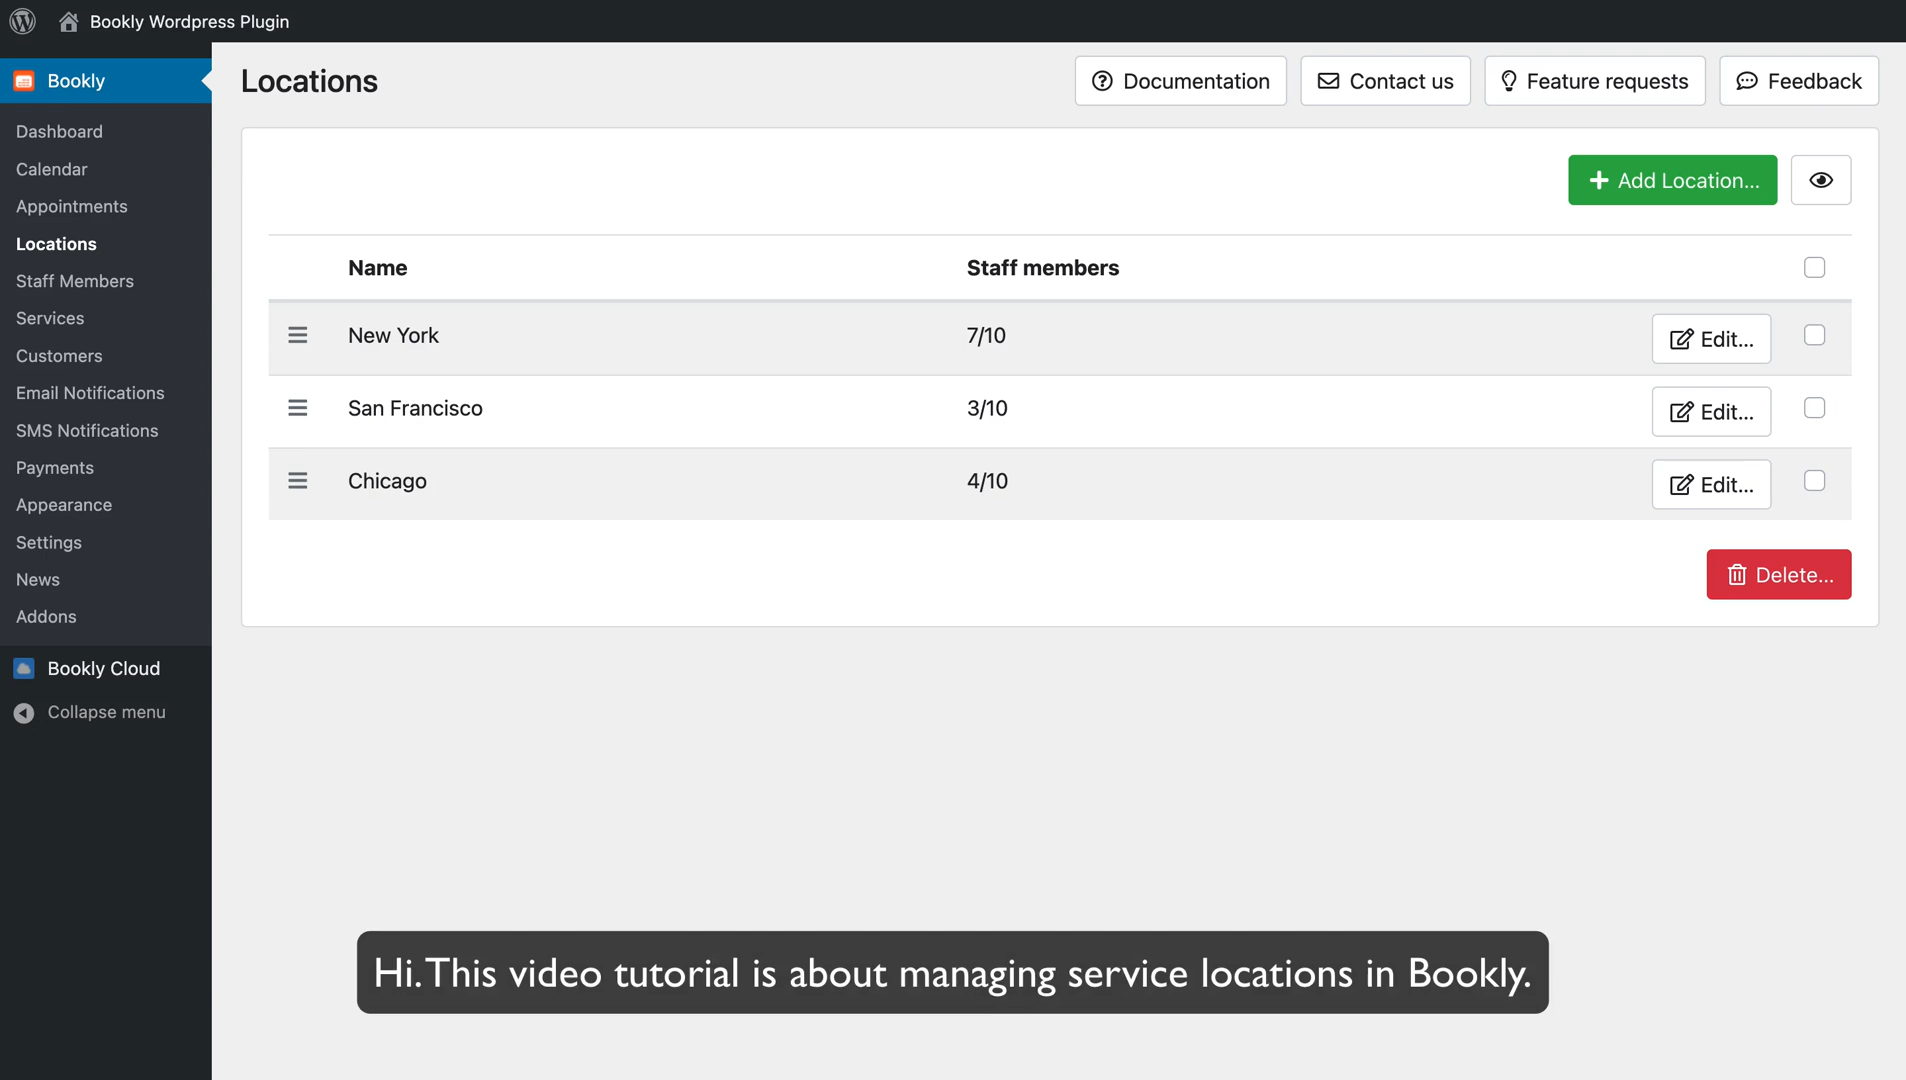 Bookly Wordpress Plugin
Bookly
Locations
Documentation
Contact us
Feature requests
Feedback
Dashboard
Calendar
Appointments
Locations
Staff Members
Services
Customers
Email Notifications
SMS Notifications
Payments
Appearance
Settings
News
Addons
Bookly Cloud
Collapse menu
Add Location...
Name Staff members
New York 7/10 Edit...
San Francisco 3/10 Edit...
Chicago 4/10 Edit...
Delete...
Hi. This video tutorial is about managing service locations in Bookly.